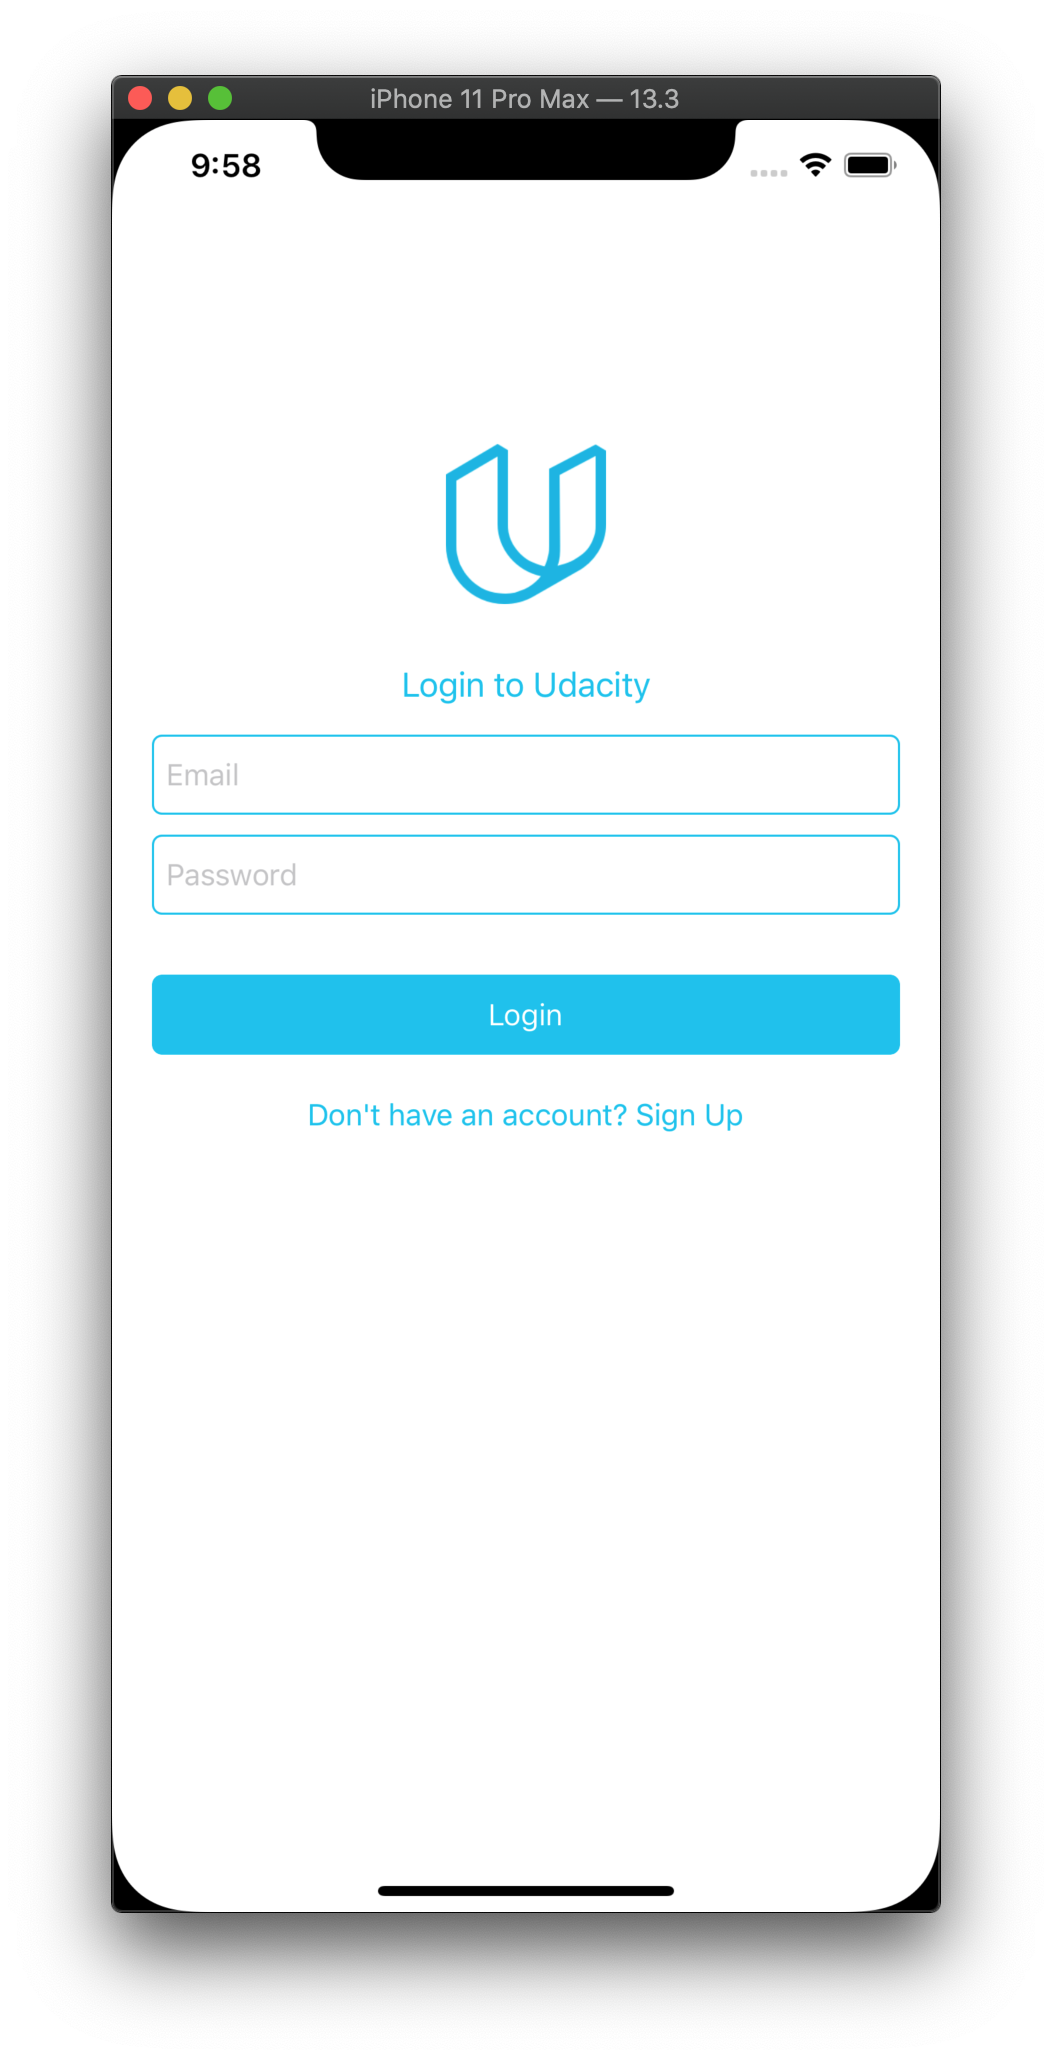 iPhone 11 Pro Max — 13.3
9:58
Login to Udacity
Email
Password
Login
Don't have an account? Sign Up